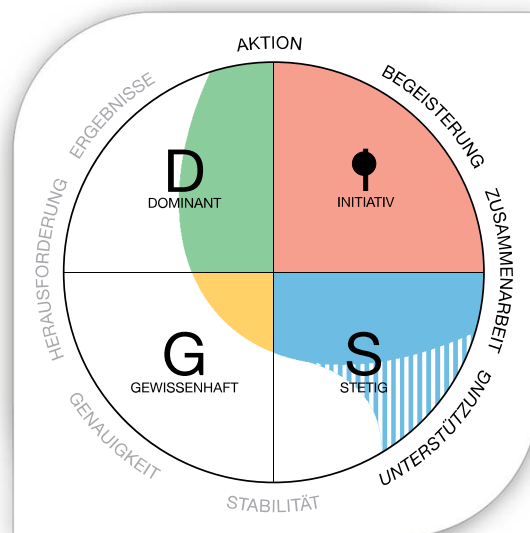 AKTION
ERGEBNISSE
BEGEISTERUNG
D
DOMINANT
i
INITIATIV
HERAUSFORDERUNG
ZUSAMMENARBEIT
G
GEWISSENHAFT
S
STETIG
GENAUIGKEIT
UNTERSTÜTZUNG
STABILITÄT